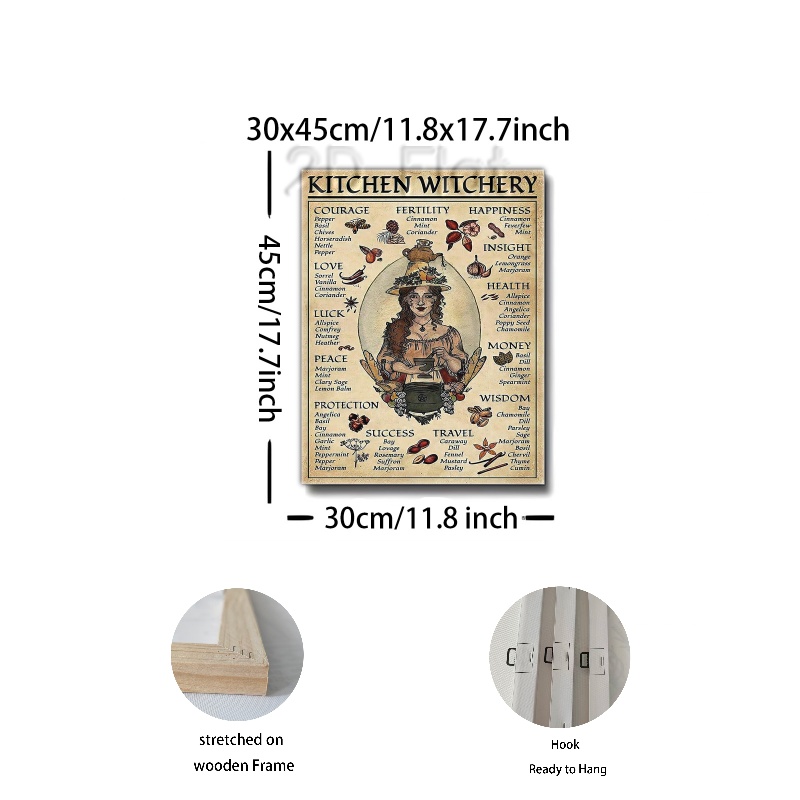 30x45cm/11.8x17.7inch
2D Flat
45cm/17.7inch
KITCHEN WITCHERY
COURAGE
Pepper
Basil
Chives
Horseradish
Nettle
Pepper
FERTILITY
Cinnamon
Mint
Coriander
HAPPINESS
Cinnamon
Feverfew
Mint
INSIGHT
Orange
Lemongrass
Marjoram
LOVE
Sorrel
Vanilla
Cinnamon
Coriander
HEALTH
Allspice
Cinnamon
Angelica
Coriander
Poppy Seed
Chamomile
LUCK
Allspice
Comfrey
Nutmeg
Heather
PEACE
Marjoram
Mint
Clary Sage
Lemon Balm
MONEY
Basil
Dill
Cinnamon
Ginger
Spearmint
PROTECTION
Angelica
Basil
Bay
Cinnamon
Garlic
Mint
Peppermint
Pepper
Marjoram
WISDOM
Bay
Chamomile
Dill
Parsley
Sage
Marjoram
Basil
Chervil
Thyme
Cumin
SUCCESS
Bay
Lovage
Rosemary
Suffron
Marjoram
TRAVEL
Caraway
Dill
Fennel
Mustard
Pasley
30cm/11.8 inch
stretched on
wooden Frame
Hook
Ready to Hang